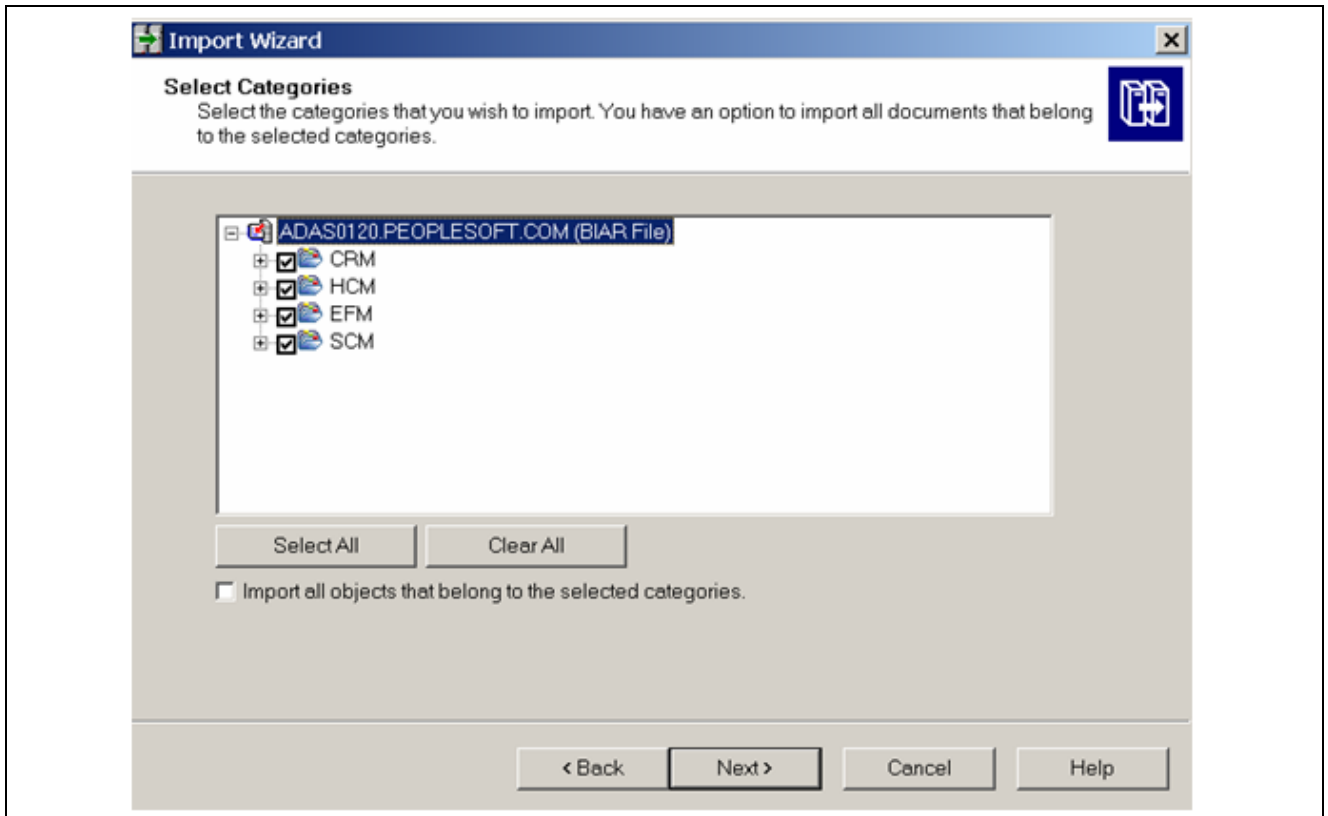 Import Wizard
Select Categories
Select the categories that you wish to import. You have an option to import all documents that belong
to the selected categories.
ADAS0120.PEOPLESOFT.COM (BIAR File)
CRM
HCM
EFM
SCM
Select All
Clear All
Import all objects that belong to the selected categories.
< Back
Next >
Cancel
Help